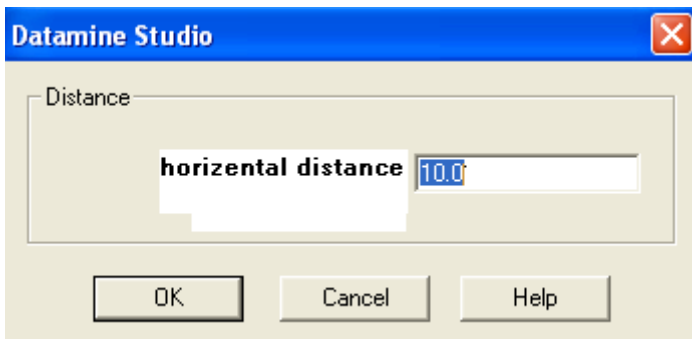 Datamine Studio
Distance
horizental distance 10.0
OK Cancel Help